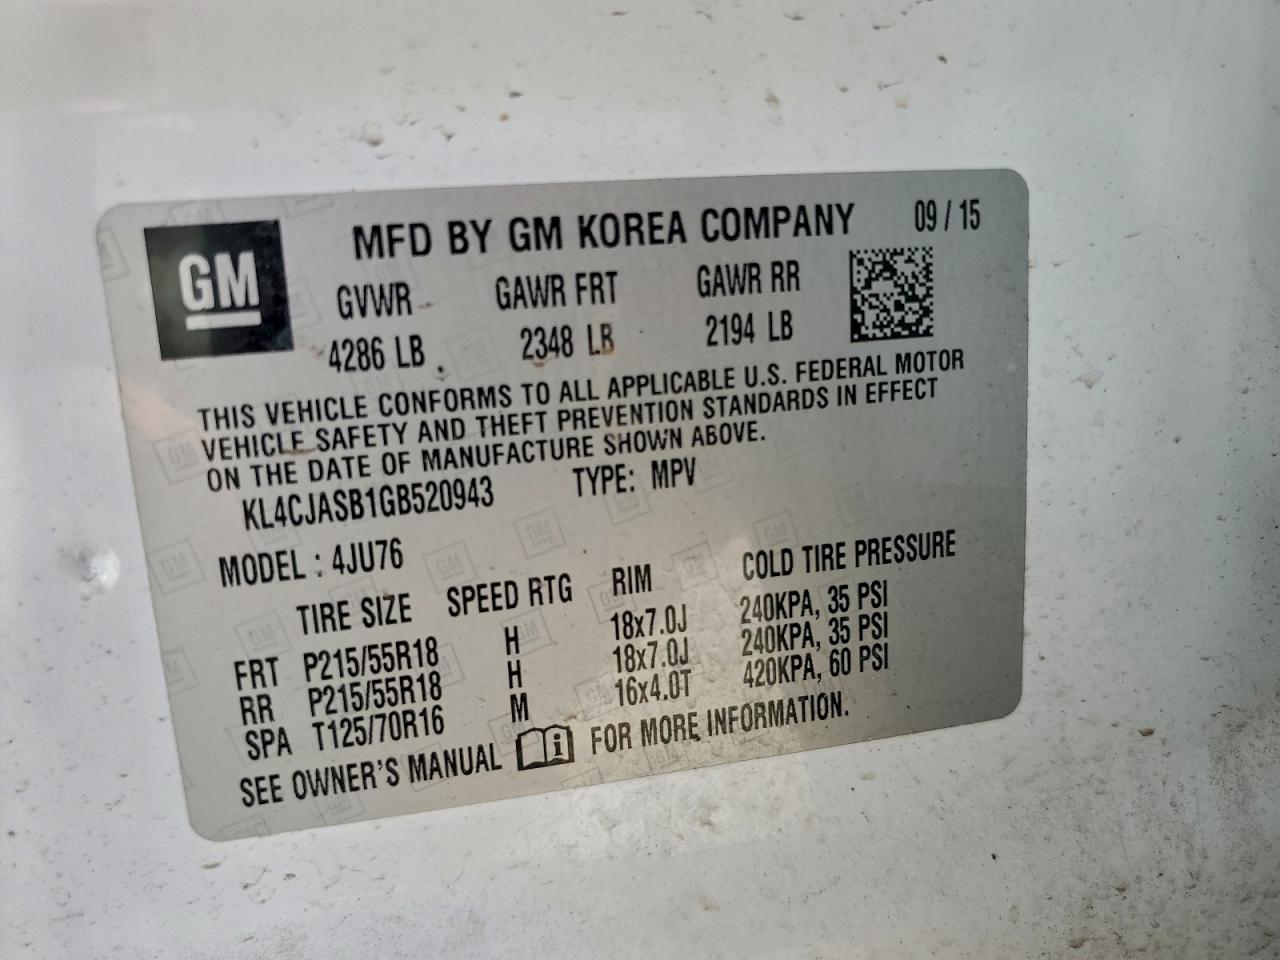 GM
MFD BY GM KOREA COMPANY 09 / 15
GVWR GAWR FRT GAWR RR
4286 LB 2348 LB 2194 LB
THIS VEHICLE CONFORMS TO ALL APPLICABLE U.S. FEDERAL MOTOR
VEHICLE SAFETY AND THEFT PREVENTION STANDARDS IN EFFECT
ON THE DATE OF MANUFACTURE SHOWN ABOVE.
KL4CJASB1GB520943 TYPE: MPV
MODEL : 4JU76
TIRE SIZE SPEED RTG RIM COLD TIRE PRESSURE
FRT P215/55R18 H 18x7.0J 240KPA, 35 PSI
RR P215/55R18 H 18x7.0J 240KPA, 35 PSI
SPA T125/70R16 M 16x4.0T 420KPA, 60 PSI
SEE OWNER'S MANUAL i FOR MORE INFORMATION.